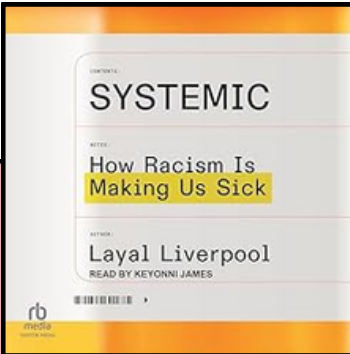 CONTENTS:
SYSTEMIC
NOTES:
How Racism Is
Making Us Sick
AUTHOR:
Layal Liverpool
READ BY KEYONNI JAMES
rb
media